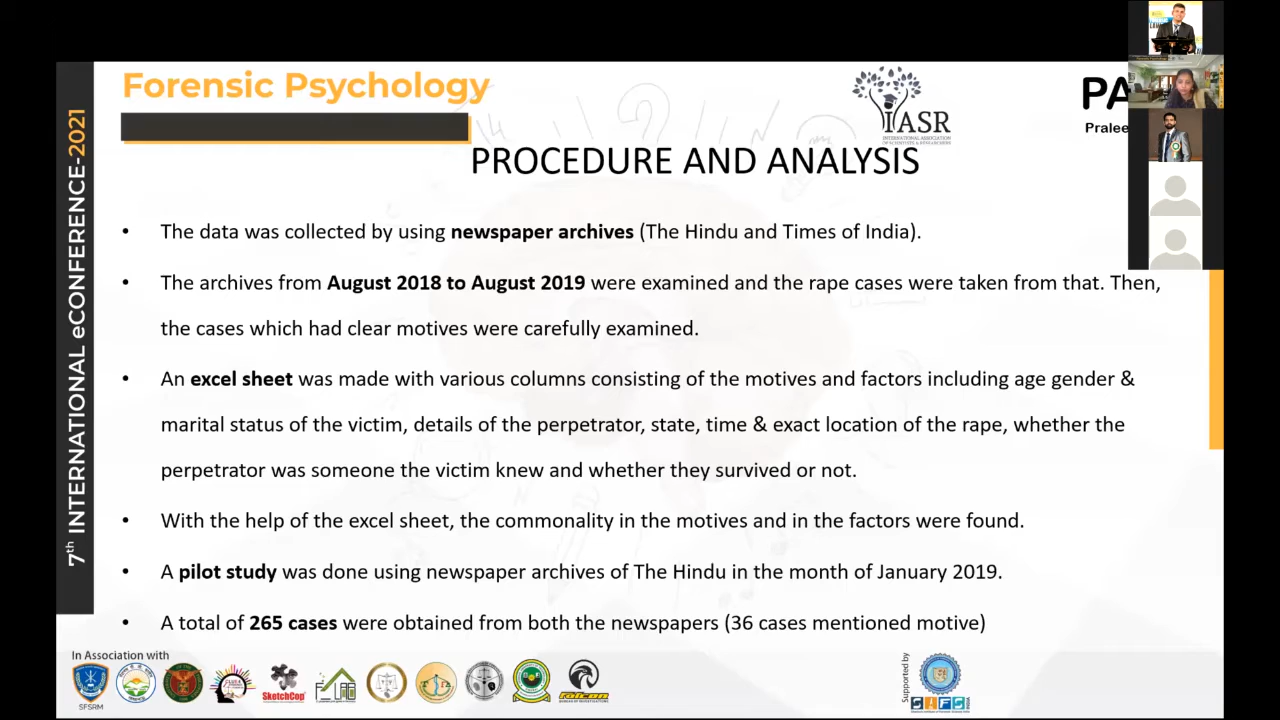 Forensic Psychology
IASR
INTERNATIONAL ASSOCIATION
PA
Pralee
7th INTERNATIONAL eCONFERENCE-2021
PROCEDURE AND ANALYSIS
• The data was collected by using newspaper archives (The Hindu and Times of India).
• The archives from August 2018 to August 2019 were examined and the rape cases were taken from that. Then,
the cases which had clear motives were carefully examined.
• An excel sheet was made with various columns consisting of the motives and factors including age gender &
marital status of the victim, details of the perpetrator, state, time & exact location of the rape, whether the
perpetrator was someone the victim knew and whether they survived or not.
• With the help of the excel sheet, the commonality in the motives and in the factors were found.
• A pilot study was done using newspaper archives of The Hindu in the month of January 2019.
• A total of 265 cases were obtained from both the newspapers (36 cases mentioned motive)
In Association with
SFSRM
SketchCop
FALCON
Supported by
SIFS